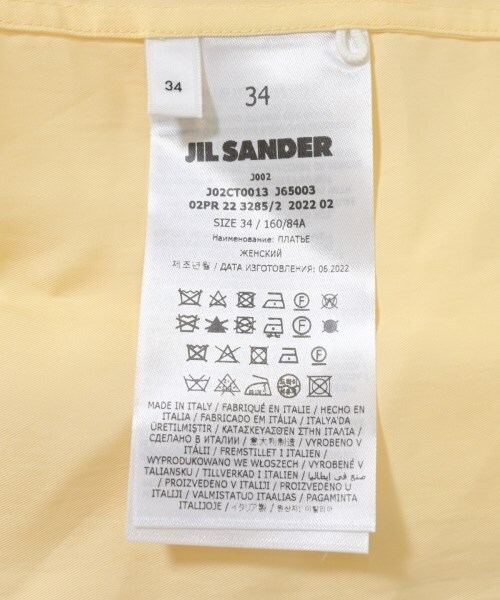 34
34
JIL SANDER
J002
J02CT0013 J65003
02PR 22 3285/2 2022 02
SIZE 34 / 160/84A
Наименование: ПЛАТЬЕ
ЖЕНСКИЙ
제조년월 / ДАТА ИЗГОТОВЛЕНИЯ: 06.2022
MADE IN ITALY / FABRIQUÉ EN ITALIE / HECHO EN
ITALIA / FABRICADO EM ITÁLIA / ITALYA'DA
ÜRETILMIŞTIR / ΚΑΤΑΣΚΕΥΑΣΘΕΝ ΣΤΗΝ ΙΤΑΛΙΑ /
СДЕЛАНО В ИТАЛИИ / 意大利制造 / VYROBENO V
ITÁLII / FREMSTILLET I ITALIEN /
WYPRODUKOWANO WE WŁOSZECH / VYROBENÉ V
TALIANSKU / TILLVERKAD I ITALIEN / صنع في إيطاليا
/ PROIZVEDENO V ITALIJI / PROIZVEDENO U
ITALIJI / VALMISTATUD ITAALIAS / PAGAMINTA
ITALIJOJE / イタリア製 / 원산지: 이탈리아